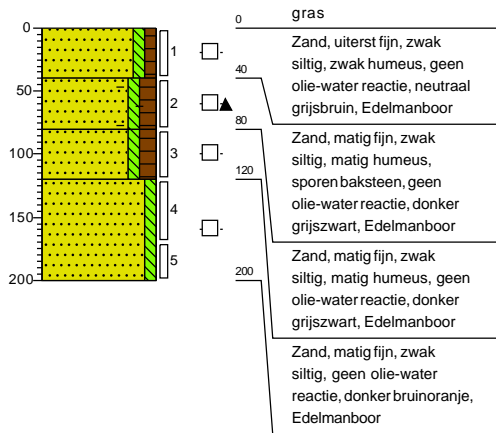 0
50
100
150
200
1
2
3
4
5
0
gras
Zand, uiterst fijn, zwak
siltig, zwak humeus, geen
olie-water reactie, neutraal
grijsbruin, Edelmanboor
40
Zand, matig fijn, zwak
siltig, matig humeus,
sporen baksteen, geen
olie-water reactie, donker
grijszwart, Edelmanboor
80
Zand, matig fijn, zwak
siltig, matig humeus, geen
olie-water reactie, donker
grijszwart, Edelmanboor
120
Zand, matig fijn, zwak
siltig, geen olie-water
reactie, donker bruinoranje,
Edelmanboor
200